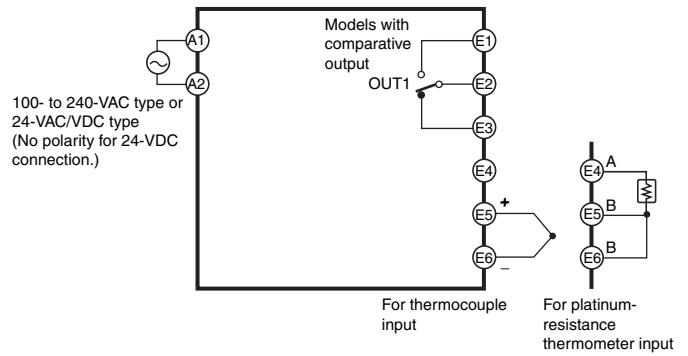 Models with
comparative
output
OUT1
A1
A2
E1
E2
E3
E4
E5
E6
+
–
100- to 240-VAC type or
24-VAC/VDC type
(No polarity for 24-VDC
connection.)
For thermocouple
input
E4 A
E5 B
E6 B
For platinum-
resistance
thermometer input